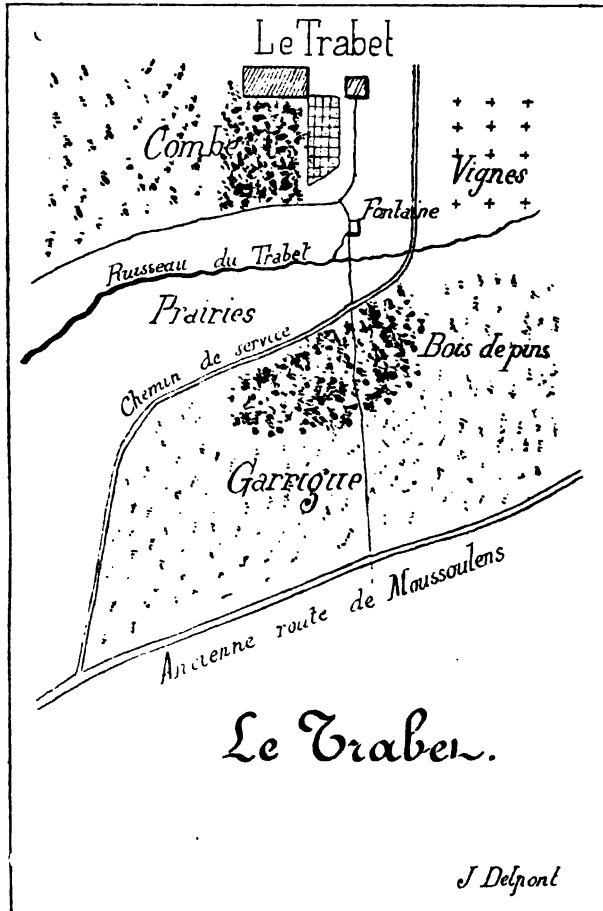 Le Trabet
Combe
Vignes
Fontaine
Ruisseau du Trabet
Prairies
Chemin de service
Bois de pins
Garrigue
Ancienne route de Moussoulens
Le Trabet.
J Delpont